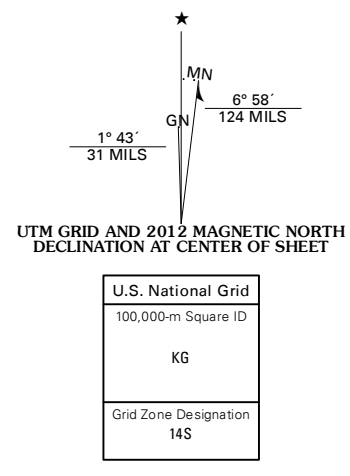 ★
MN
6° 58´
124 MILS
GN
1° 43´
31 MILS
UTM GRID AND 2012 MAGNETIC NORTH
DECLINATION AT CENTER OF SHEET
U.S. National Grid
100,000-m Square ID
KG
Grid Zone Designation
14S